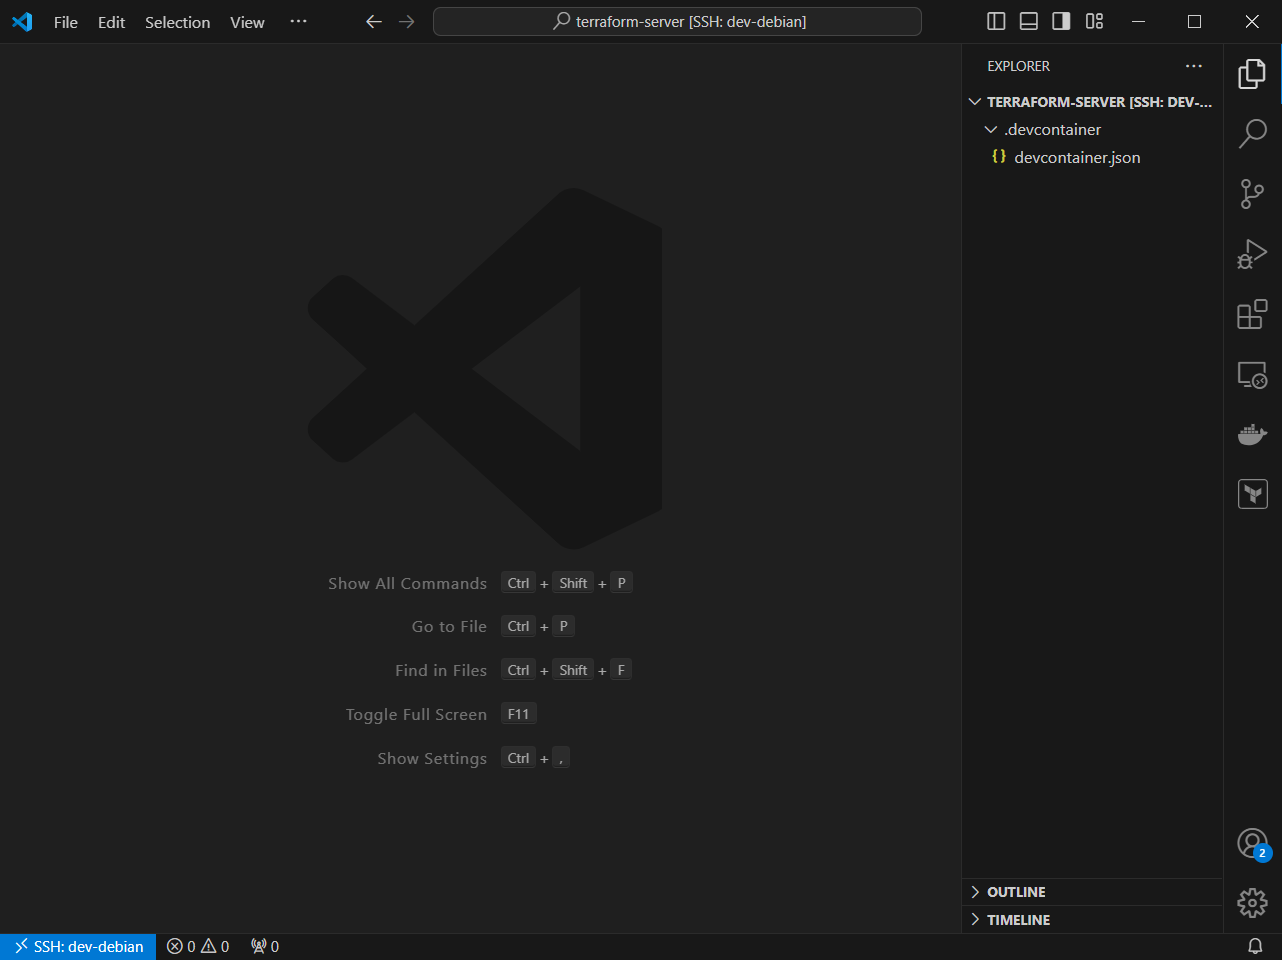 File Edit Selection View ···
terraform-server [SSH: dev-debian]
EXPLORER
TERRAFORM-SERVER [SSH: DEV-...
.devcontainer
{} devcontainer.json
Show All Commands Ctrl + Shift + P
Go to File Ctrl + P
Find in Files Ctrl + Shift + F
Toggle Full Screen F11
Show Settings Ctrl + ,
2
OUTLINE
TIMELINE
SSH: dev-debian 0 0 0